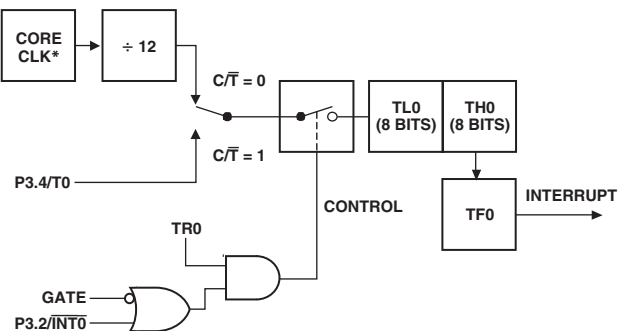 CORE
CLK*
÷ 12
C/T̅ = 0
C/T̅ = 1
P3.4/T0
TL0
(8 BITS)
TH0
(8 BITS)
TF0
INTERRUPT
CONTROL
TR0
GATE
P3.2/I̅N̅T̅0̅